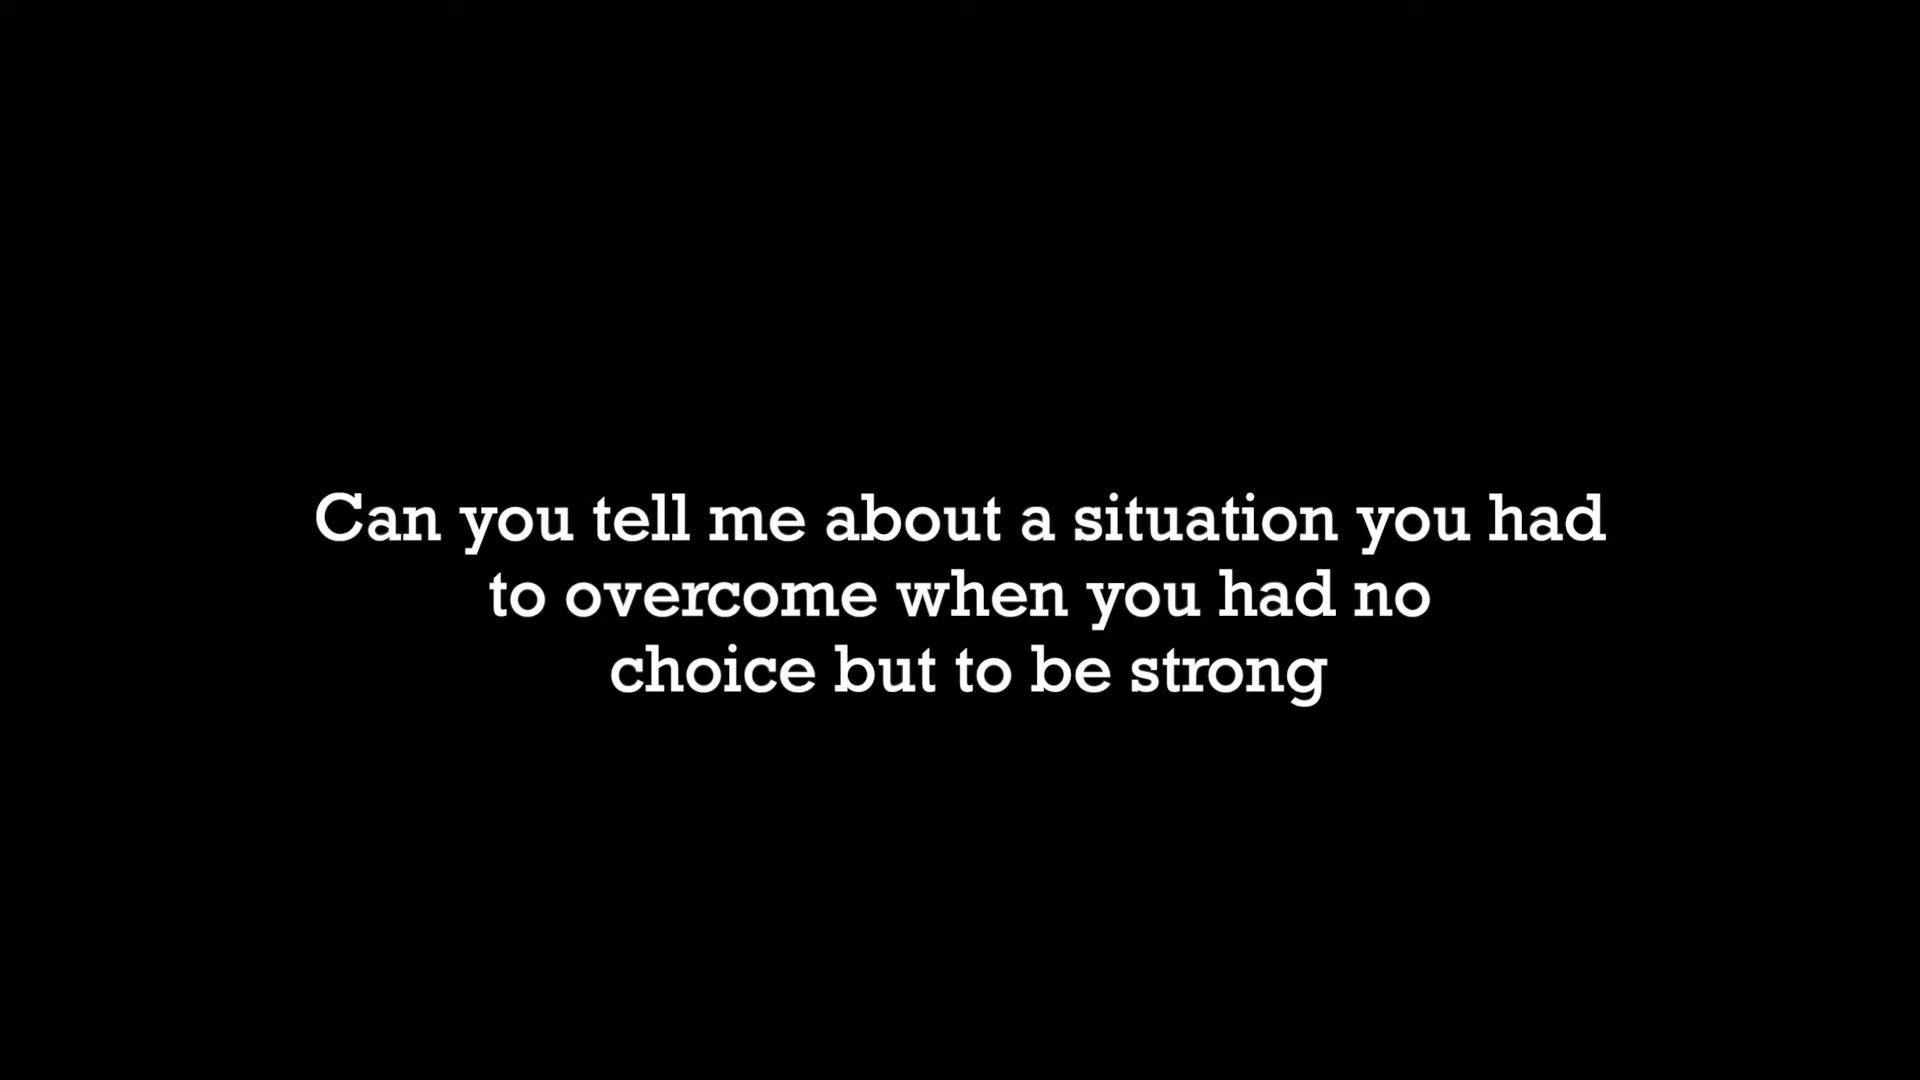 Can you tell me about a situation you had
to overcome when you had no
choice but to be strong